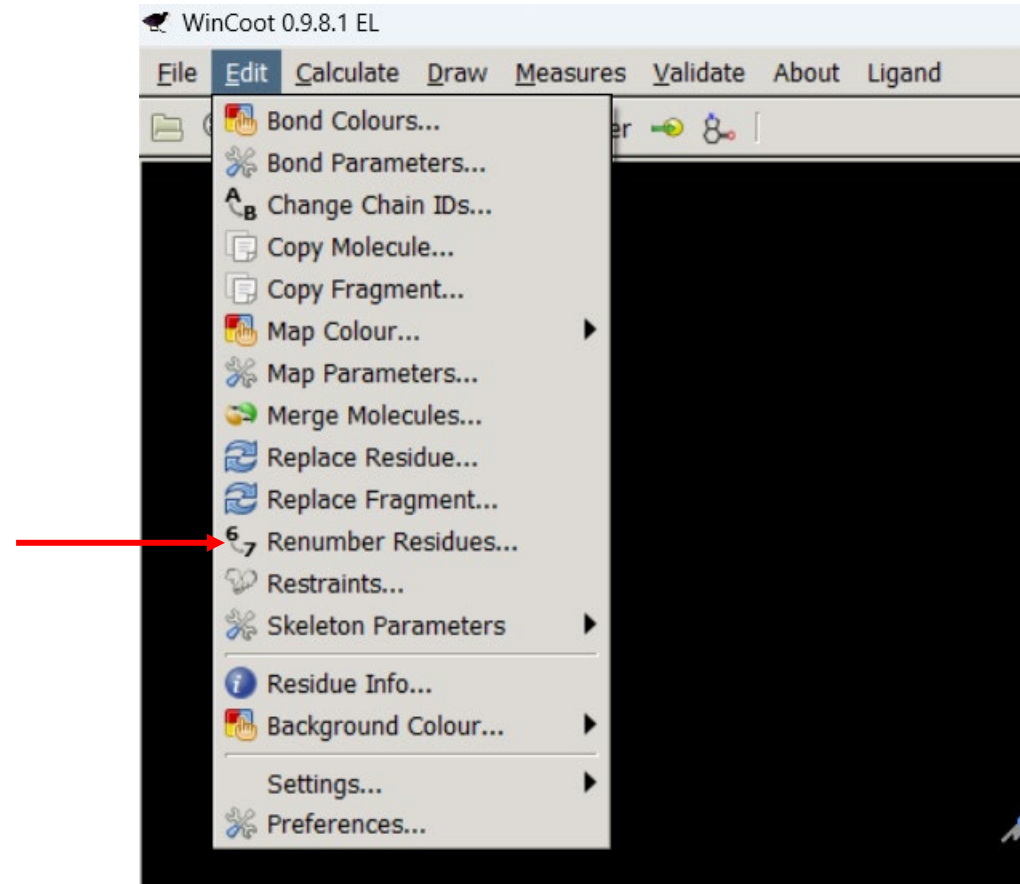 WinCoot 0.9.8.1 EL
File Edit Calculate Draw Measures Validate About Ligand
Bond Colours...
Bond Parameters...
A B Change Chain IDs...
Copy Molecule...
Copy Fragment...
Map Colour...
Map Parameters...
Merge Molecules...
Replace Residue...
Replace Fragment...
6 7 Renumber Residues...
Restraints...
Skeleton Parameters
i Residue Info...
Background Colour...
Settings...
Preferences...